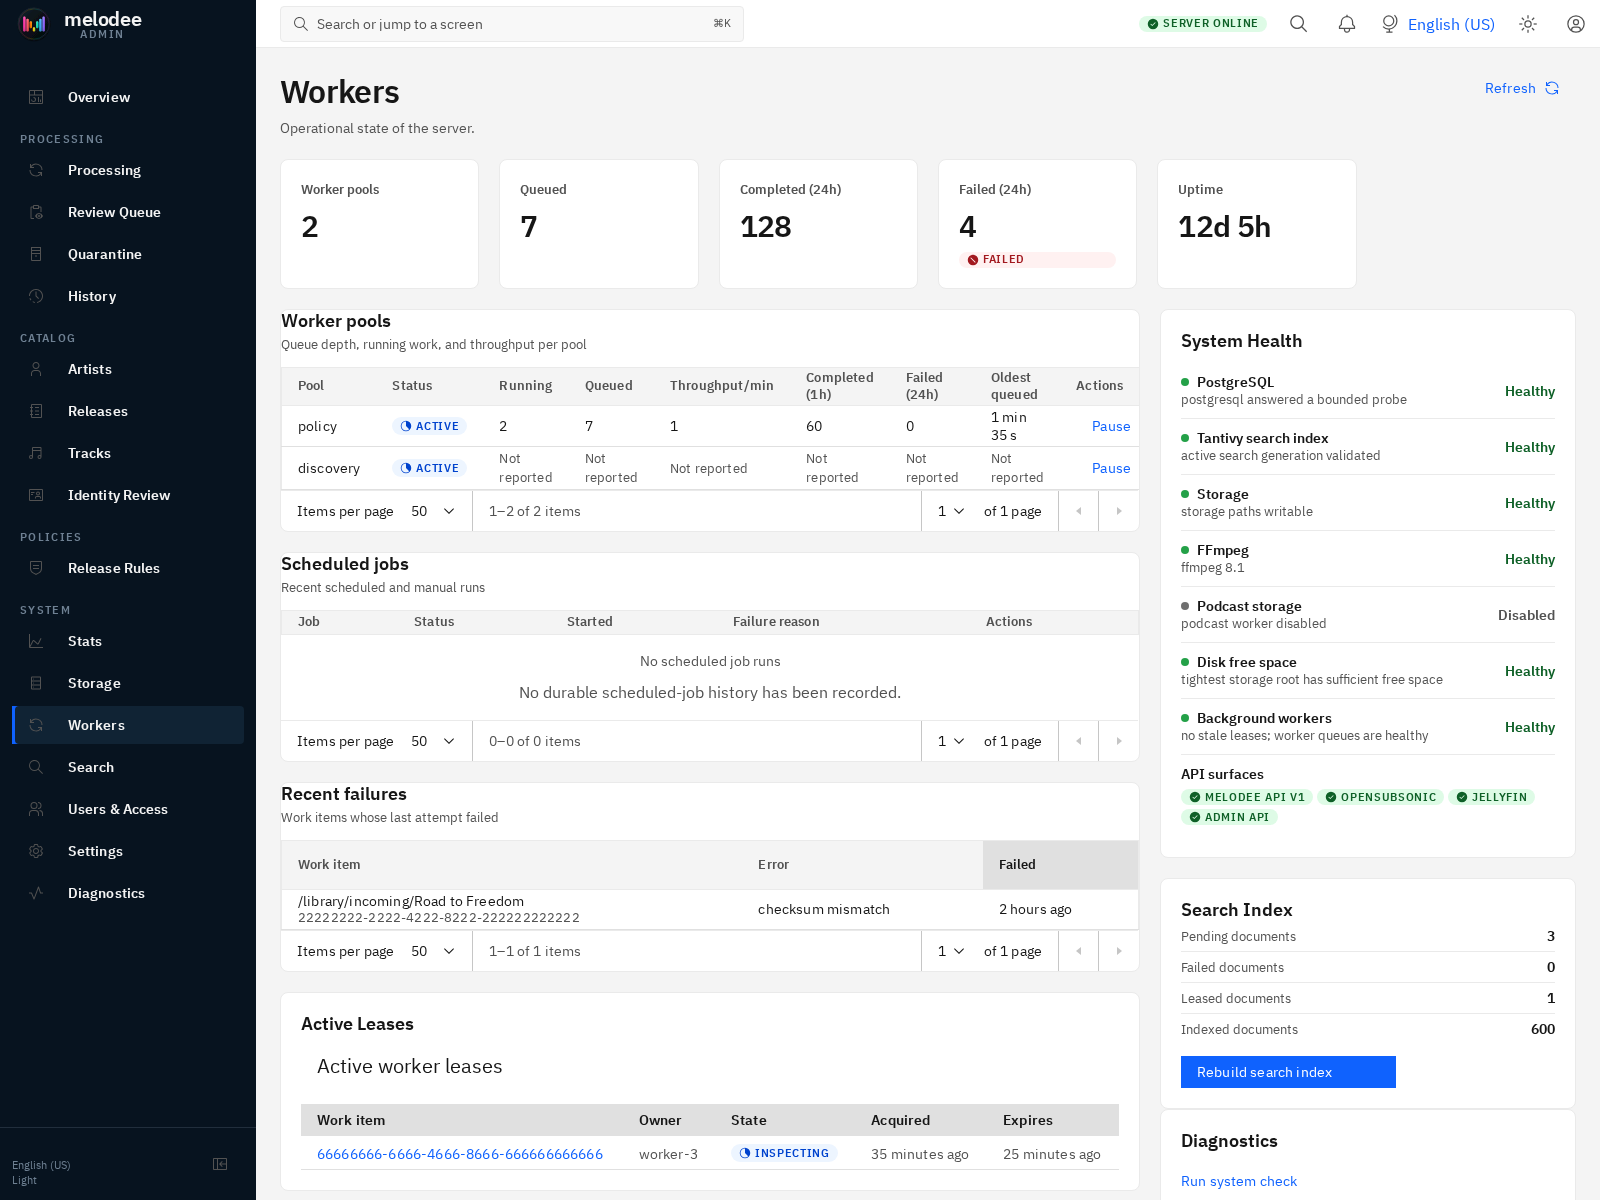 melodee
ADMIN
Search or jump to a screen
⌘K
SERVER ONLINE
English (US)
Overview
PROCESSING
Processing
Review Queue
Quarantine
History
CATALOG
Artists
Releases
Tracks
Identity Review
POLICIES
Release Rules
SYSTEM
Stats
Storage
Workers
Search
Users & Access
Settings
Diagnostics
English (US)
Light
Workers
Refresh
Operational state of the server.
Worker pools
2
Queued
7
Completed (24h)
128
Failed (24h)
4
FAILED
Uptime
12d 5h
Worker pools
Queue depth, running work, and throughput per pool
Pool Status Running Queued Throughput/min Completed (1h) Failed (24h) Oldest queued Actions
policy ACTIVE 2 7 1 60 0 1 min 35 s Pause
discovery ACTIVE Not reported Not reported Not reported Not reported Not reported Not reported Pause
Items per page 50 1–2 of 2 items 1 of 1 page
Scheduled jobs
Recent scheduled and manual runs
Job Status Started Failure reason Actions
No scheduled job runs
No durable scheduled-job history has been recorded.
Items per page 50 0–0 of 0 items 1 of 1 page
Recent failures
Work items whose last attempt failed
Work item Error Failed
/library/incoming/Road to Freedom
22222222-2222-4222-8222-222222222222
checksum mismatch 2 hours ago
Items per page 50 1–1 of 1 items 1 of 1 page
Active Leases
Active worker leases
Work item Owner State Acquired Expires
66666666-6666-4666-8666-666666666666 worker-3 INSPECTING 35 minutes ago 25 minutes ago
System Health
PostgreSQL
postgresql answered a bounded probe
Healthy
Tantivy search index
active search generation validated
Healthy
Storage
storage paths writable
Healthy
FFmpeg
ffmpeg 8.1
Healthy
Podcast storage
podcast worker disabled
Disabled
Disk free space
tightest storage root has sufficient free space
Healthy
Background workers
no stale leases; worker queues are healthy
Healthy
API surfaces
MELODEE API V1 OPENSUBSONIC JELLYFIN
ADMIN API
Search Index
Pending documents 3
Failed documents 0
Leased documents 1
Indexed documents 600
Rebuild search index
Diagnostics
Run system check